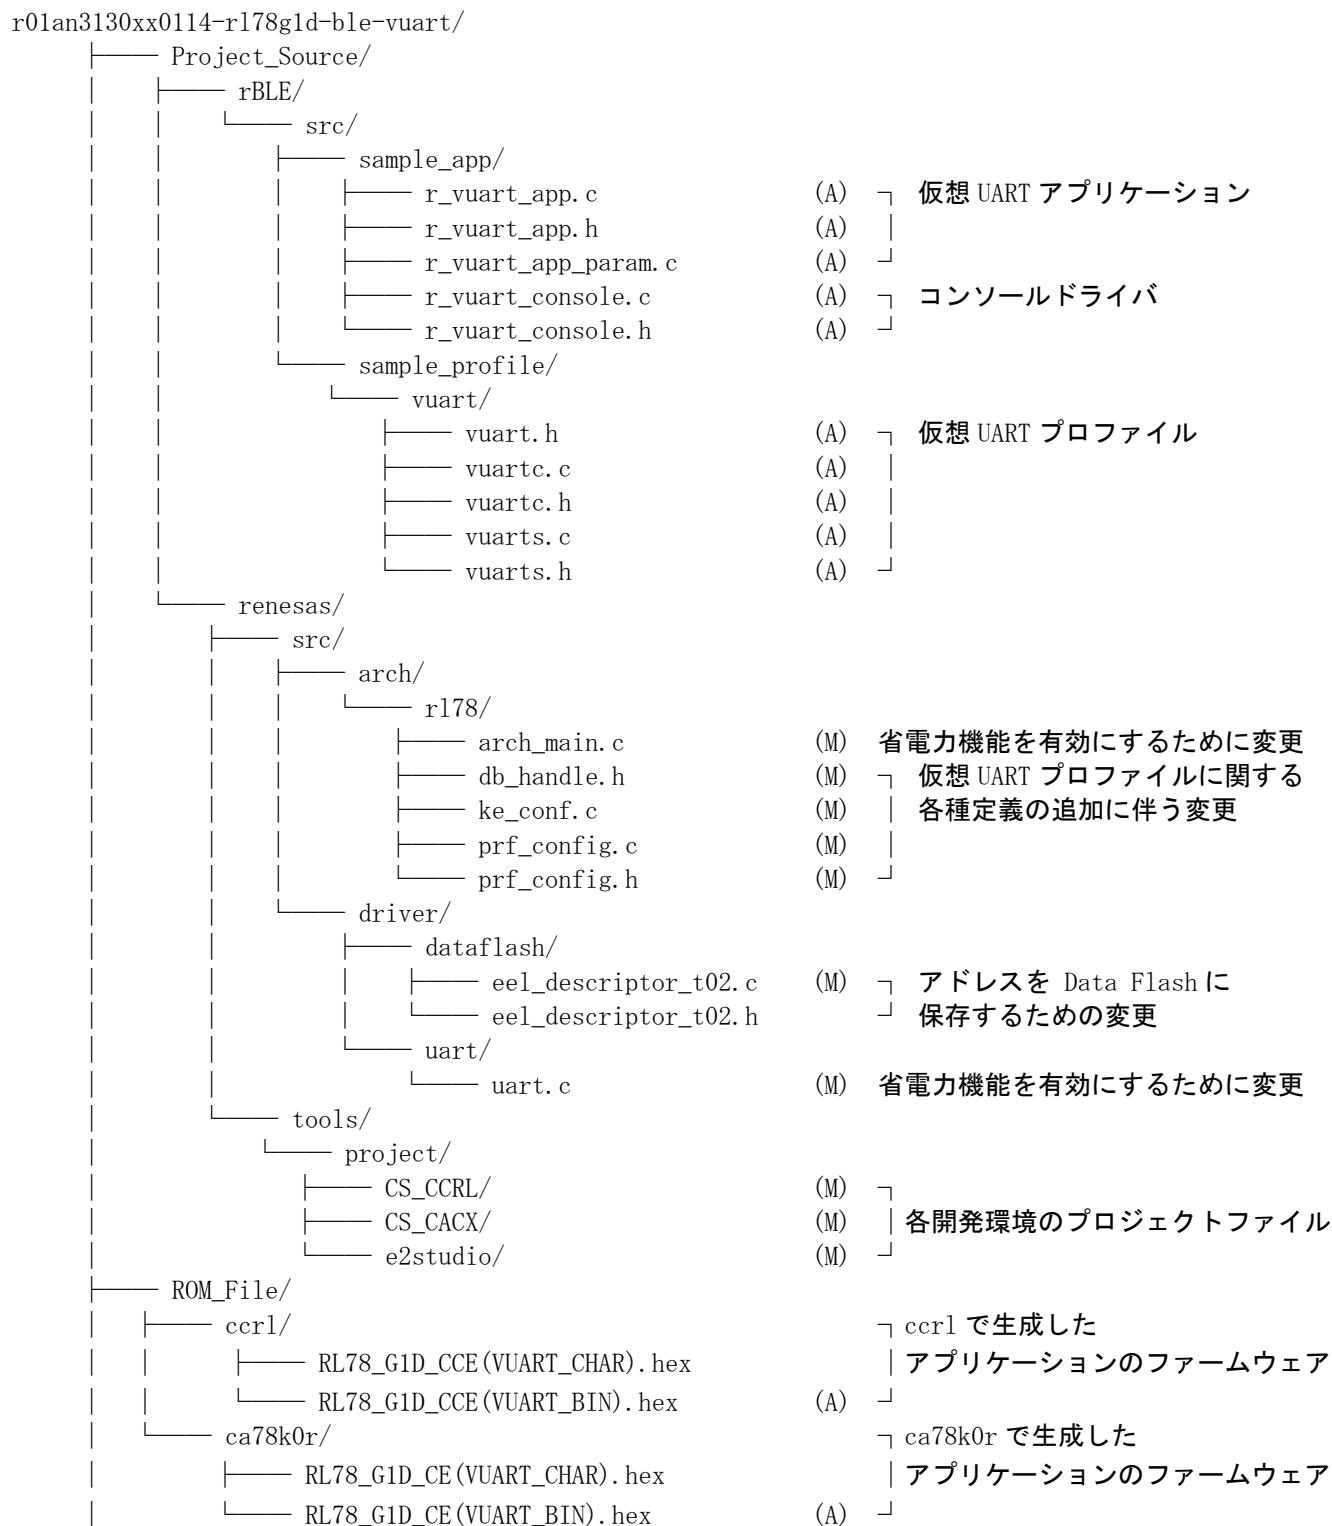 r01an3130xx0114-rl78g1d-ble-vuart/
├── Project_Source/
│ ├── rBLE/
│ │ └── src/
│ │ ├── sample_app/
│ │ │ ├── r_vuart_app.c (A) ┐ 仮想 UART アプリケーション
│ │ │ ├── r_vuart_app.h (A) │
│ │ │ ├── r_vuart_app_param.c (A) ┘
│ │ │ ├── r_vuart_console.c (A) ┐ コンソールドライバ
│ │ │ └── r_vuart_console.h (A) ┘
│ │ └── sample_profile/
│ │ └── vuart/
│ │ ├── vuart.h (A) ┐ 仮想 UART プロファイル
│ │ ├── vuartc.c (A) │
│ │ ├── vuartc.h (A) │
│ │ ├── vuarts.c (A) │
│ │ └── vuarts.h (A) ┘
│ └── renesas/
│ ├── src/
│ │ ├── arch/
│ │ │ └── rl78/
│ │ │ ├── arch_main.c (M) 省電力機能を有効にするために変更
│ │ │ ├── db_handle.h (M) ┐ 仮想 UART プロファイルに関する
│ │ │ ├── ke_conf.c (M) │ 各種定義の追加に伴う変更
│ │ │ ├── prf_config.c (M) │
│ │ │ └── prf_config.h (M) ┘
│ │ └── driver/
│ │ ├── dataflash/
│ │ │ ├── eel_descriptor_t02.c (M) ┐ アドレスを Data Flash に
│ │ │ └── eel_descriptor_t02.h ┘ 保存するための変更
│ │ └── uart/
│ │ └── uart.c (M) 省電力機能を有効にするために変更
│ └── tools/
│ └── project/
│ ├── CS_CCRL/ (M) ┐
│ ├── CS_CACX/ (M) │ 各開発環境のプロジェクトファイル
│ └── e2studio/ (M) ┘
├── ROM_File/
│ ├── ccrl/ ┐ ccrl で生成した
│ │ ├── RL78_G1D_CCE(VUART_CHAR).hex │ アプリケーションのファームウェア
│ │ └── RL78_G1D_CCE(VUART_BIN).hex (A) ┘
│ └── ca78k0r/ ┐ ca78k0r で生成した
│ ├── RL78_G1D_CE(VUART_CHAR).hex │ アプリケーションのファームウェア
│ └── RL78_G1D_CE(VUART_BIN).hex (A) ┘